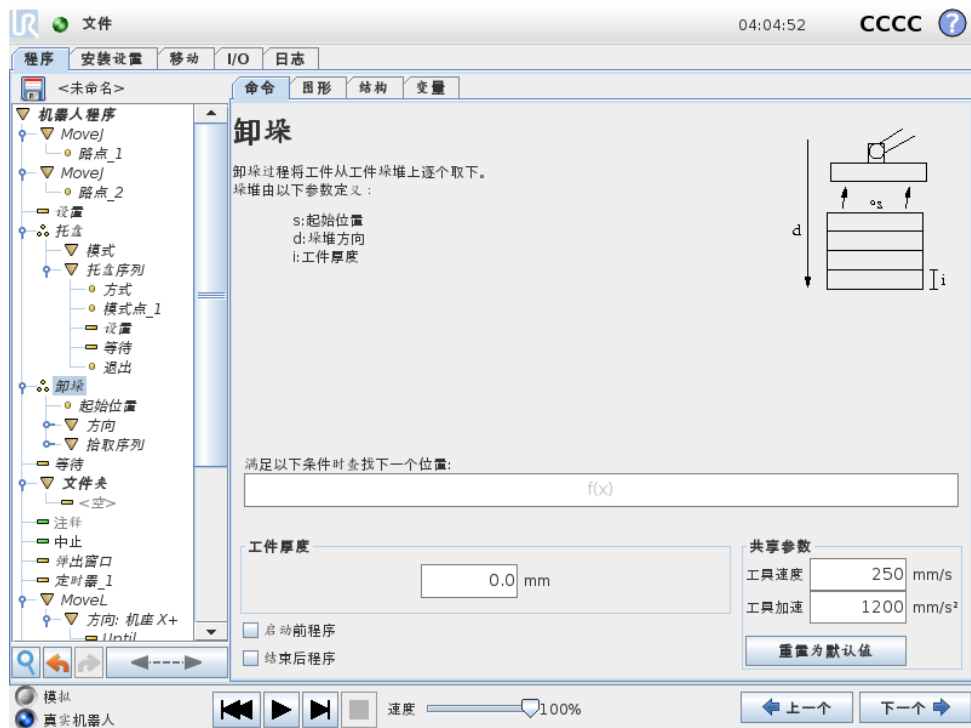 UR 文件 04:04:52 CCCC ?
程序 安装设置 移动 I/O 日志
<未命名>
命令 图形 结构 变量
机器人程序
MoveJ
路点_1
MoveJ
路点_2
设置
托盘
模式
托盘序列
方式
模式点_1
设置
等待
退出
卸垛
起始位置
方向
拾取序列
等待
文件夹
<空>
注释
中止
弹出窗口
定时器_1
MoveL
方向: 机座 X+
Until
卸垛
卸垛过程将工件从工件垛堆上逐个取下。
垛堆由以下参数定义：
s:起始位置
d:垛堆方向
i:工件厚度
d
s
i
满足以下条件时查找下一个位置:
f(x)
工件厚度
0.0 mm
启动前程序
结束后程序
共享参数
工具速度 250 mm/s
工具加速 1200 mm/s²
重置为默认值
模拟
真实机器人
速度 100%
上一个 下一个